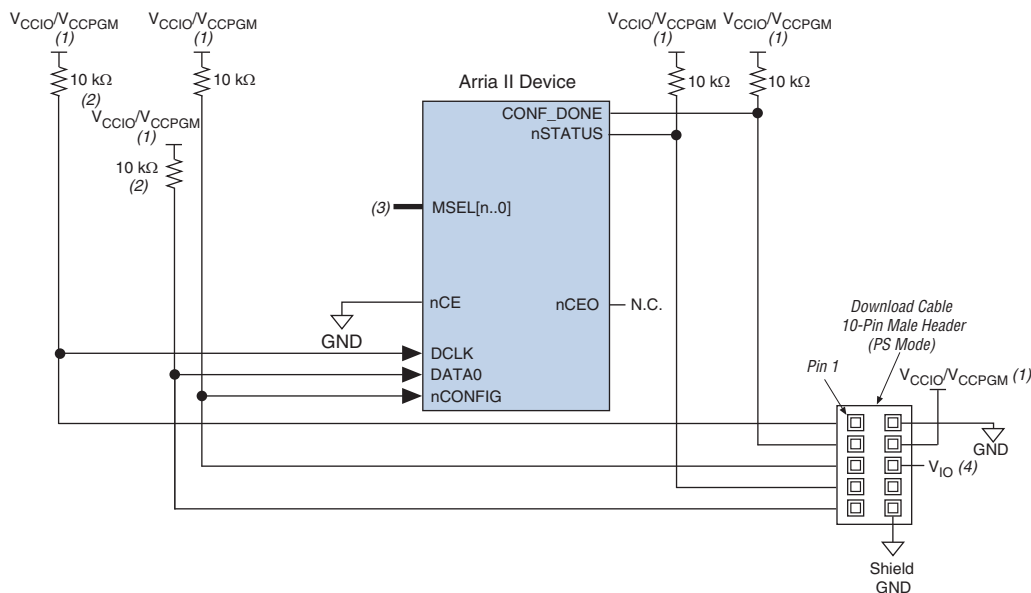 VCCIO/VCCPGM
(1)
10 kΩ
(2)
VCCIO/VCCPGM
(1)
10 kΩ
VCCIO/VCCPGM
(1)
10 kΩ
(2)
VCCIO/VCCPGM
(1)
10 kΩ
VCCIO/VCCPGM
(1)
10 kΩ
Arria II Device
CONF_DONE
nSTATUS
(3)
MSEL[n..0]
nCE
GND
nCEO
N.C.
DCLK
DATA0
nCONFIG
Download Cable
10-Pin Male Header
(PS Mode)
Pin 1
VCCIO/VCCPGM (1)
GND
VIO (4)
Shield
GND